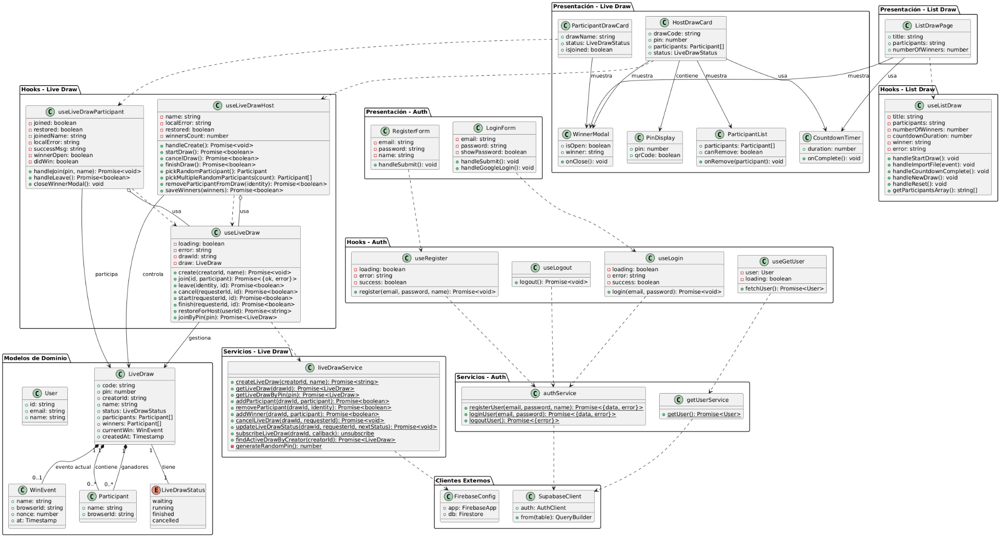 Presentación - Live Draw
ParticipantDrawCard
drawName: string
status: LiveDrawStatus
isJoined: boolean
HostDrawCard
drawCode: string
pin: number
participants: Participant[]
status: LiveDrawStatus
Presentación - List Draw
ListDrawPage
title: string
participants: string
numberOfWinners: number
muestra
muestra
contiene
muestra
usa
muestra
usa
WinnerModal
isOpen: boolean
winner: string
onClose(): void
PinDisplay
pin: number
qrCode: boolean
ParticipantList
participants: Participant[]
canRemove: boolean
onRemove(participant): void
CountdownTimer
duration: number
onComplete(): void
Hooks - List Draw
useListDraw
title: string
participants: string
numberOfWinners: number
countdownDuration: number
winner: string
error: string
handleStartDraw(): void
handleImportFile(event): void
handleCountdownComplete(): void
handleNewDraw(): void
handleReset(): void
getParticipantsArray(): string[]
Hooks - Live Draw
useLiveDrawParticipant
joined: boolean
restored: boolean
joinedName: string
localError: string
successMsg: string
winnerOpen: boolean
didWin: boolean
handleJoin(pin, name): Promise<void>
handleLeave(): Promise<boolean>
closeWinnerModal(): void
useLiveDrawHost
name: string
localError: string
restored: boolean
winnersCount: number
handleCreate(): Promise<void>
startDraw(): Promise<boolean>
cancelDraw(): Promise<boolean>
finishDraw(): Promise<boolean>
pickRandomParticipant(): Participant
pickMultipleRandomParticipants(count): Participant[]
removeParticipantFromDraw(identity): Promise<boolean>
saveWinners(winners): Promise<boolean>
usa
usa
useLiveDraw
loading: boolean
error: string
drawId: string
draw: LiveDraw
create(creatorId, name): Promise<void>
join(id, participant): Promise<{ok, error}>
leave(identity, id): Promise<boolean>
cancel(requesterId, id): Promise<boolean>
start(requesterId, id): Promise<boolean>
finish(requesterId, id): Promise<boolean>
restoreForHost(userId): Promise<string>
joinByPin(pin): Promise<LiveDraw>
participa
controla
gestiona
Presentación - Auth
RegisterForm
email: string
password: string
name: string
handleSubmit(): void
LoginForm
email: string
password: string
showPassword: boolean
handleSubmit(): void
handleGoogleLogin(): void
Hooks - Auth
useRegister
loading: boolean
error: string
success: boolean
register(email, password, name): Promise<void>
useLogout
logout(): Promise<void>
useLogin
loading: boolean
error: string
success: boolean
login(email, password): Promise<void>
useGetUser
user: User
loading: boolean
fetchUser(): Promise<User>
Modelos de Dominio
User
id: string
email: string
name: string
LiveDraw
code: string
pin: number
creatorId: string
name: string
status: LiveDrawStatus
participants: Participant[]
winners: Participant[]
currentWin: WinEvent
createdAt: Timestamp
1
1
1
1
evento actual
contiene
ganadores
tiene
0..1
0..*
0..*
1
WinEvent
name: string
browserId: string
nonce: number
at: Timestamp
Participant
name: string
browserId: string
LiveDrawStatus
waiting
running
finished
cancelled
Servicios - Live Draw
liveDrawService
createLiveDraw(creatorId, name): Promise<string>
getLiveDraw(drawId): Promise<LiveDraw>
getLiveDrawByPin(pin): Promise<LiveDraw>
addParticipant(drawId, participant): Promise<boolean>
removeParticipant(drawId, identity): Promise<boolean>
addWinner(drawId, participant): Promise<boolean>
cancelLiveDraw(drawId, requesterId): Promise<void>
updateLiveDrawStatus(drawId, requesterId, nextStatus): Promise<void>
subscribeLiveDraw(drawId, callback): unsubscribe
findActiveDrawByCreator(creatorId): Promise<LiveDraw>
generateRandomPin(): number
Servicios - Auth
authService
registerUser(email, password, name): Promise<{data, error}>
loginUser(email, password): Promise<{data, error}>
logoutUser(): Promise<{error}>
getUserService
getUser(): Promise<User>
Clientes Externos
FirebaseConfig
app: FirebaseApp
db: Firestore
SupabaseClient
auth: AuthClient
from(table): QueryBuilder